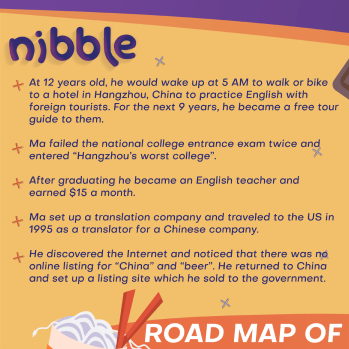 nibble
At 12 years old, he would wake up at 5 AM to walk or bike
to a hotel in Hangzhou, China to practice English with
foreign tourists. For the next 9 years, he became a free tour
guide to them.
Ma failed the national college entrance exam twice and
entered “Hangzhou’s worst college”.
After graduating he became an English teacher and
earned $15 a month.
Ma set up a translation company and traveled to the US in
1995 as a translator for a Chinese company.
He discovered the Internet and noticed that there was no
online listing for “China” and “beer”. He returned to China
and set up a listing site which he sold to the government.
ROAD MAP OF